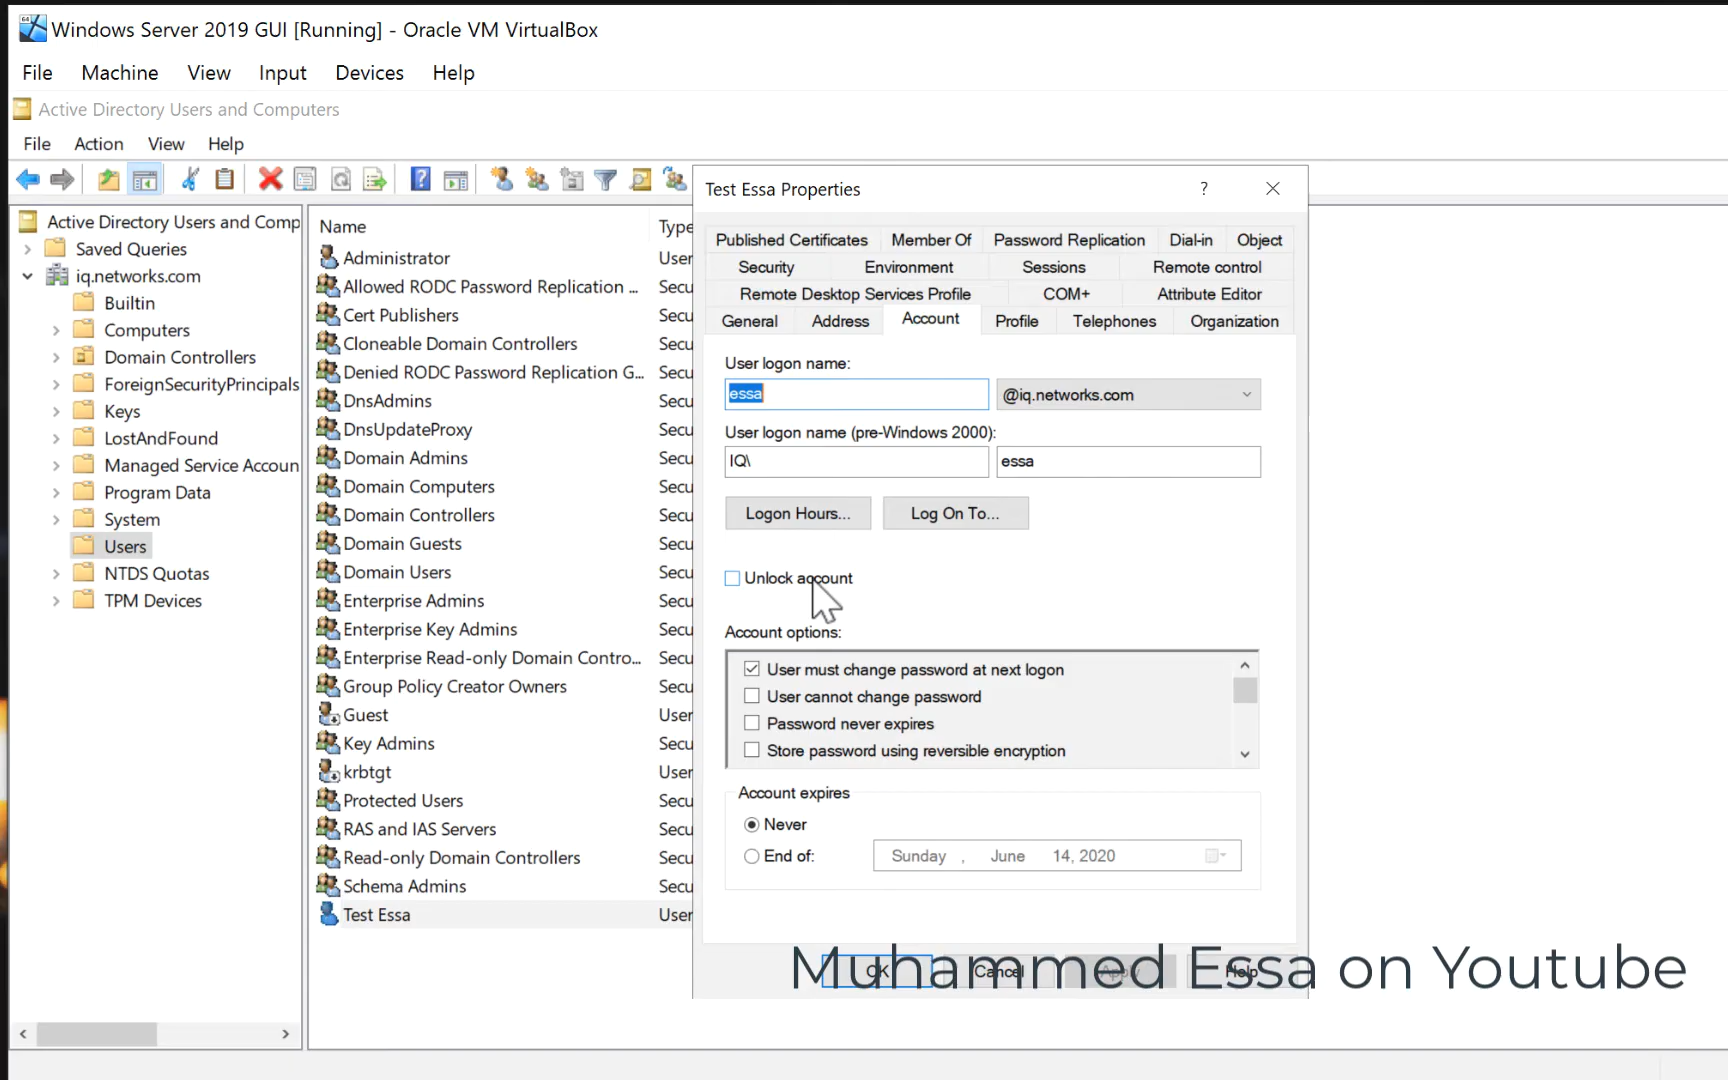 Windows Server 2019 GUI [Running] - Oracle VM VirtualBox
File Machine View Input Devices Help
Active Directory Users and Computers
File Action View Help
Active Directory Users and Comp
Saved Queries
iq.networks.com
Builtin
Computers
Domain Controllers
ForeignSecurityPrincipals
Keys
LostAndFound
Managed Service Accoun
Program Data
System
Users
NTDS Quotas
TPM Devices
Name Type
Administrator User
Allowed RODC Password Replication ... Secu
Cert Publishers Secu
Cloneable Domain Controllers Secu
Denied RODC Password Replication G... Secu
DnsAdmins Secu
DnsUpdateProxy Secu
Domain Admins Secu
Domain Computers Secu
Domain Controllers Secu
Domain Guests Secu
Domain Users Secu
Enterprise Admins Secu
Enterprise Key Admins Secu
Enterprise Read-only Domain Contro... Secu
Group Policy Creator Owners Secu
Guest User
Key Admins Secu
krbtgt User
Protected Users Secu
RAS and IAS Servers Secu
Read-only Domain Controllers Secu
Schema Admins Secu
Test Essa User
Test Essa Properties ?
Published Certificates Member Of Password Replication Dial-in Object
Security Environment Sessions Remote control
Remote Desktop Services Profile COM+ Attribute Editor
General Address Account Profile Telephones Organization
User logon name:
essa @iq.networks.com
User logon name (pre-Windows 2000):
IQ\ essa
Logon Hours... Log On To...
Unlock account
Account options:
User must change password at next logon
User cannot change password
Password never expires
Store password using reversible encryption
Account expires
Never
End of: Sunday , June 14, 2020
OK Cancel Apply Help
Muhammed Essa on Youtube